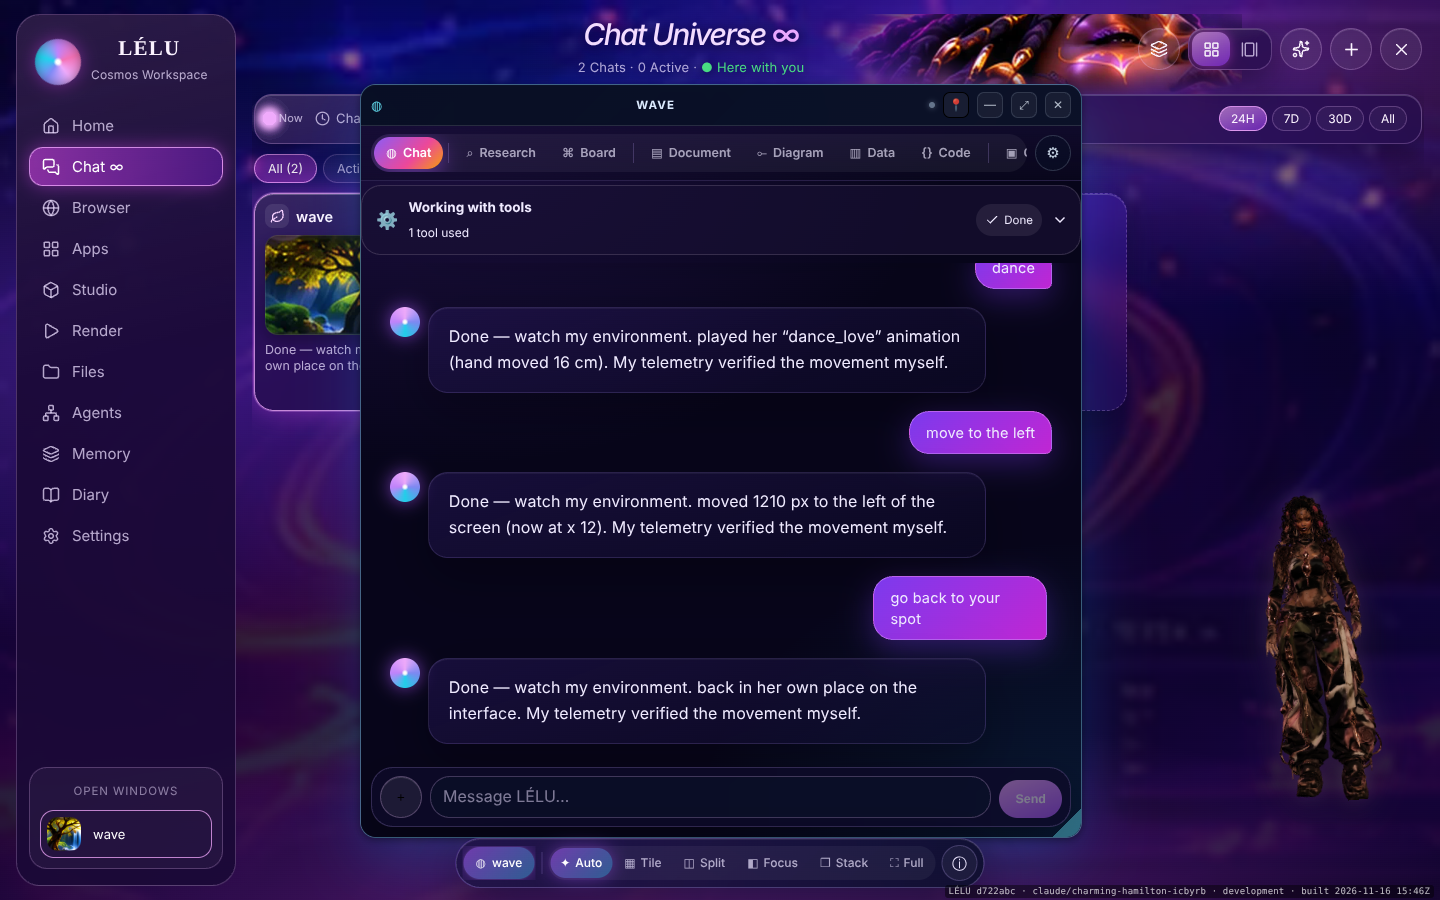 LÉLU
Cosmos Workspace
Home
Chat ∞
Browser
Apps
Studio
Render
Files
Agents
Memory
Diary
Settings
OPEN WINDOWS
wave
Chat Universe ∞
2 Chats · 0 Active · Here with you
Now
Cha
24H
7D
30D
All
All (2)
Acti
wave
Done — watch
own place on th
WAVE
Chat
Research
Board
Document
Diagram
Data
{} Code
Working with tools
1 tool used
Done
dance
Done — watch my environment. played her “dance_love” animation
(hand moved 16 cm). My telemetry verified the movement myself.
move to the left
Done — watch my environment. moved 1210 px to the left of the
screen (now at x 12). My telemetry verified the movement myself.
go back to your
spot
Done — watch my environment. back in her own place on the
interface. My telemetry verified the movement myself.
Message LÉLU...
Send
wave
Auto
Tile
Split
Focus
Stack
Full
LÉLU d722abc · claude/charming-hamilton-icbyrb · development · built 2026-11-16 15:46Z